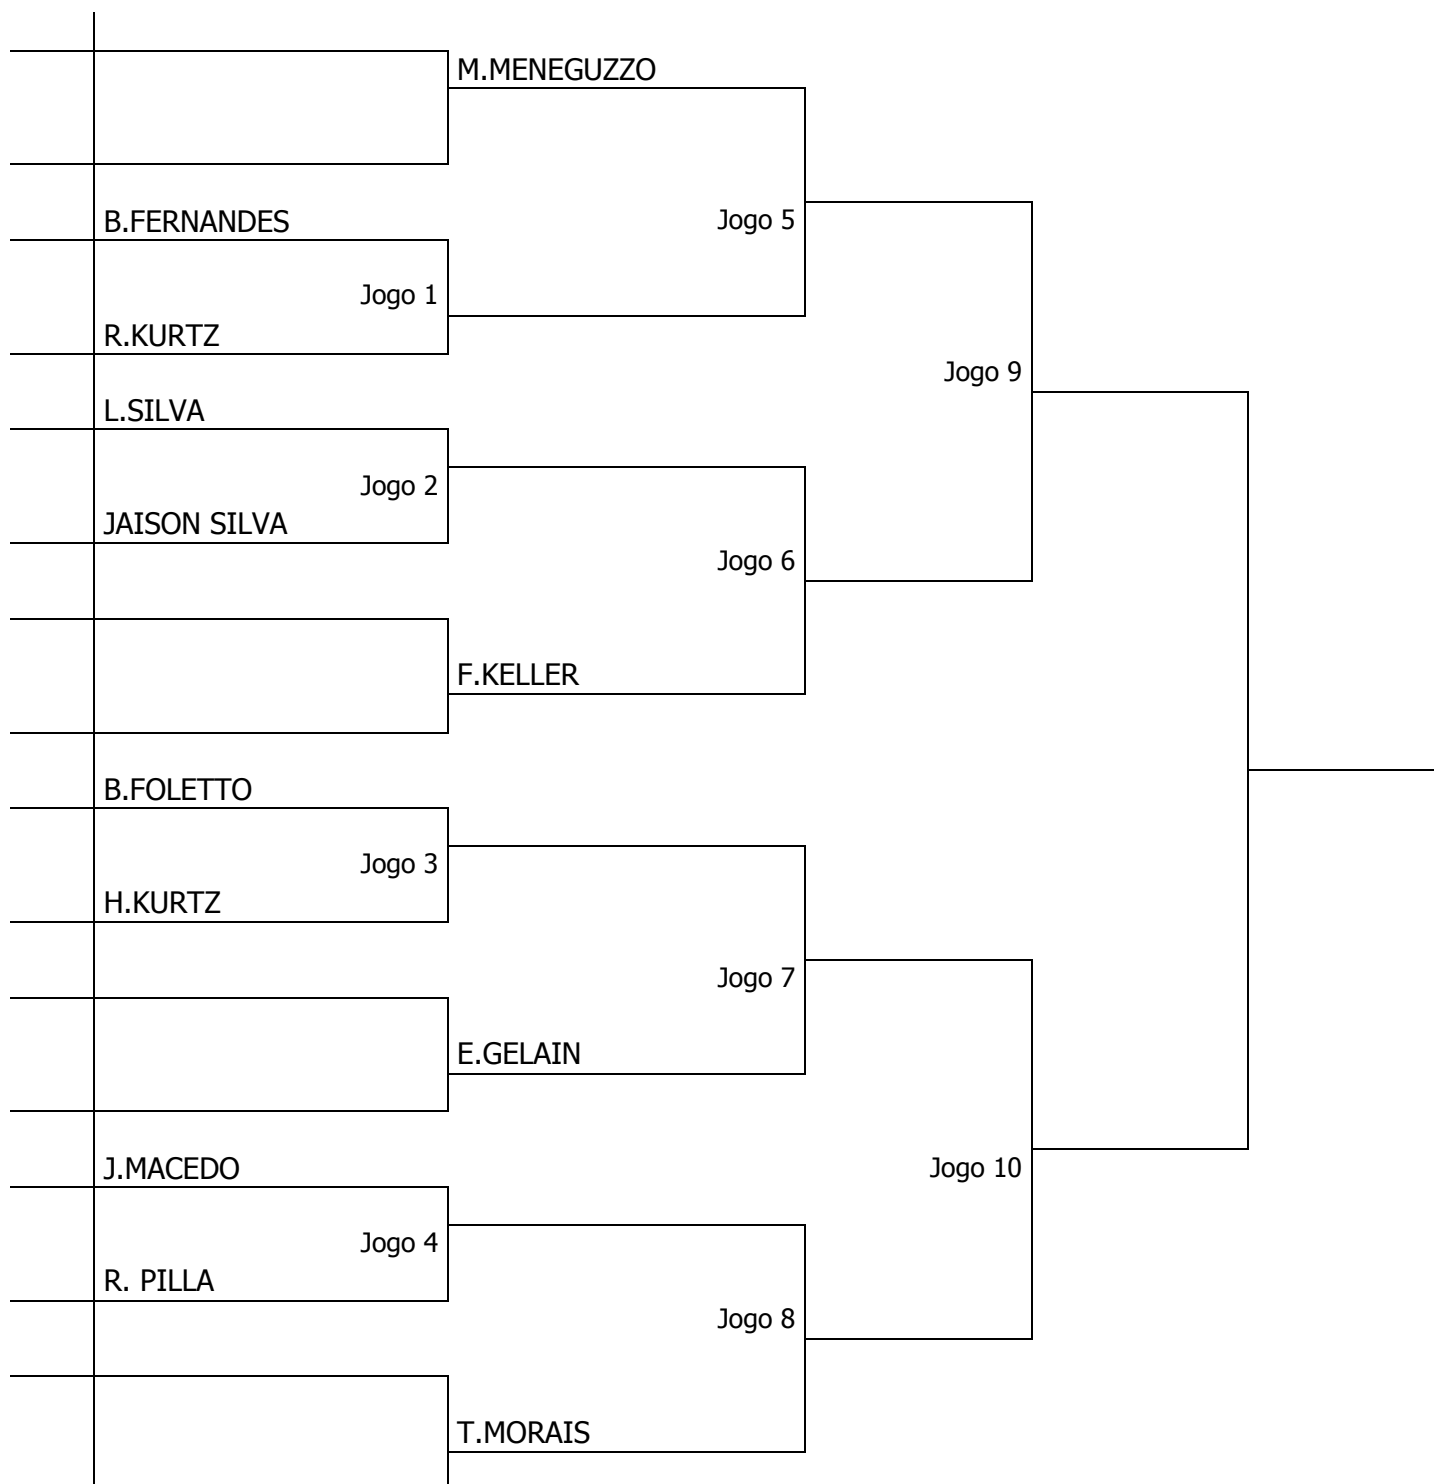 M.MENEGUZZO
B.FERNANDES
Jogo 5
Jogo 1
R.KURTZ
Jogo 9
L.SILVA
Jogo 2
JAISON SILVA
Jogo 6
F.KELLER
B.FOLETTO
Jogo 3
H.KURTZ
Jogo 7
E.GELAIN
J.MACEDO
Jogo 10
Jogo 4
R. PILLA
Jogo 8
T.MORAIS